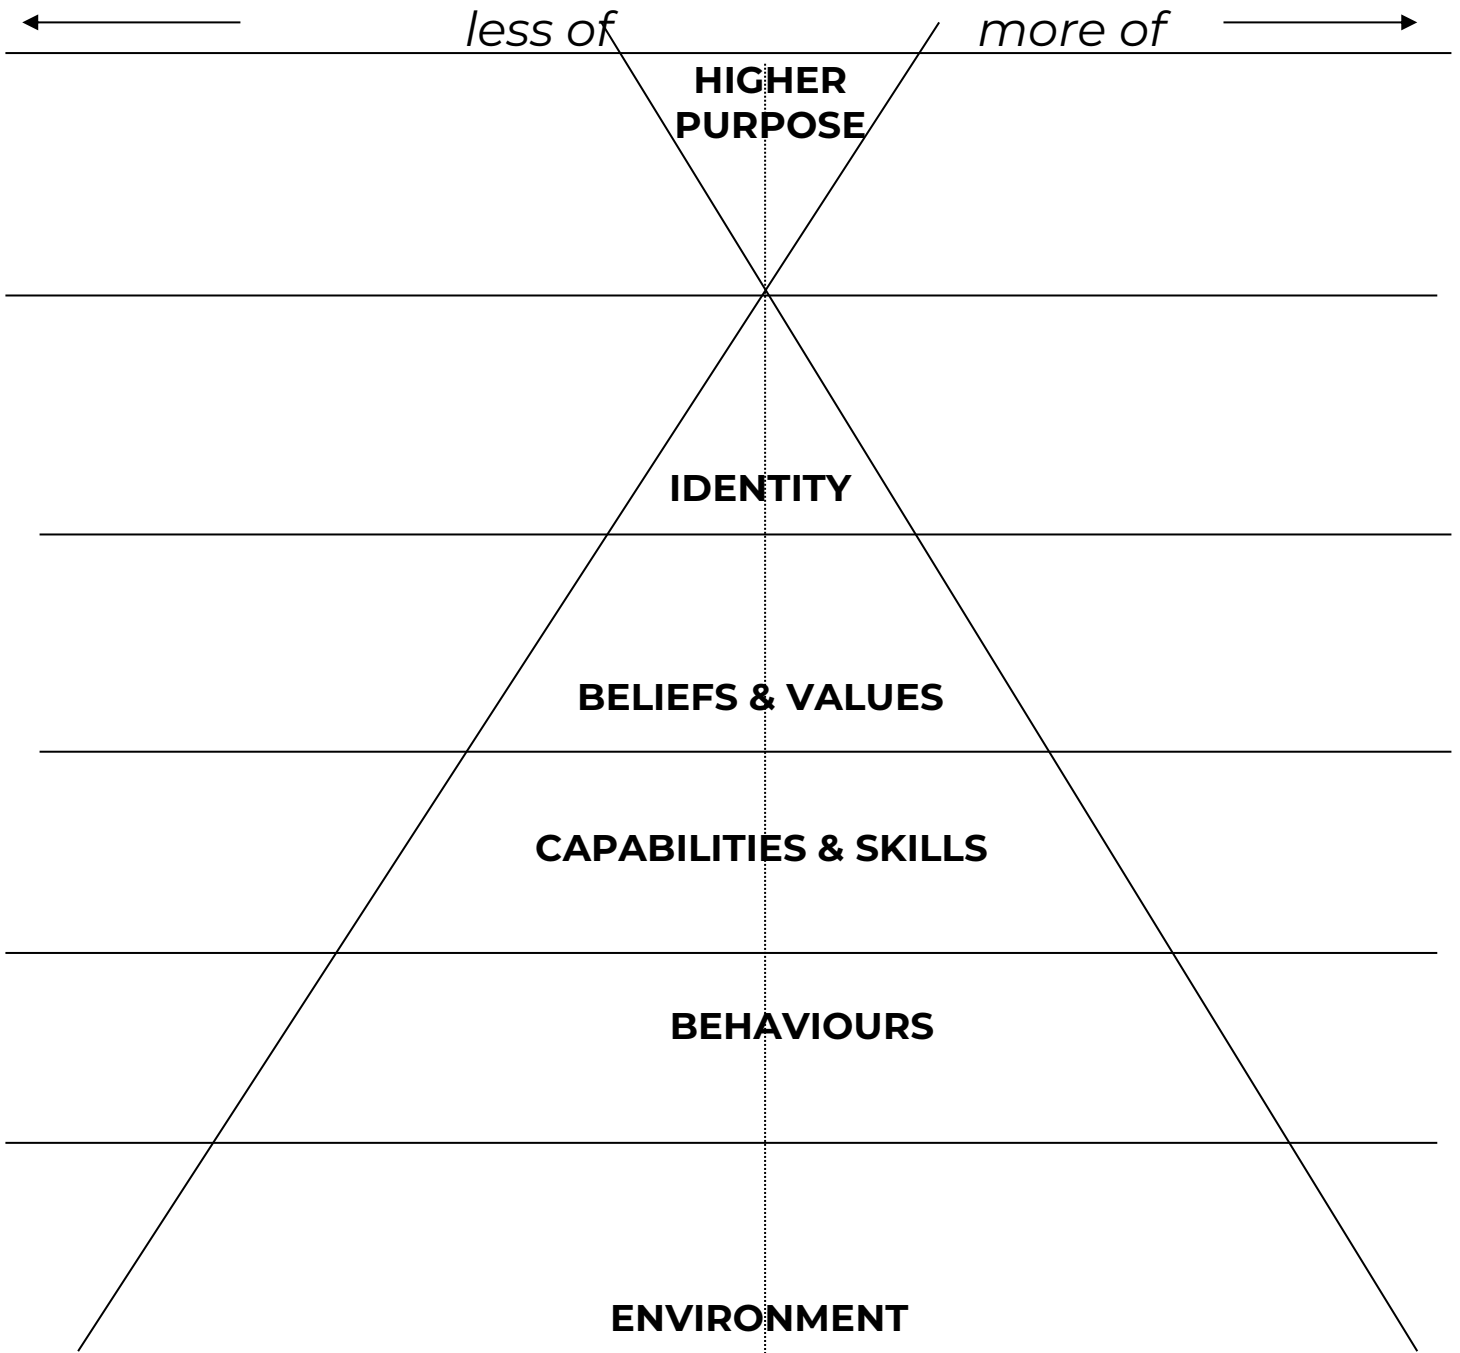 less of more of
HIGHER
PURPOSE
IDENTITY
BELIEFS & VALUES
CAPABILITIES & SKILLS
BEHAVIOURS
ENVIRONMENT